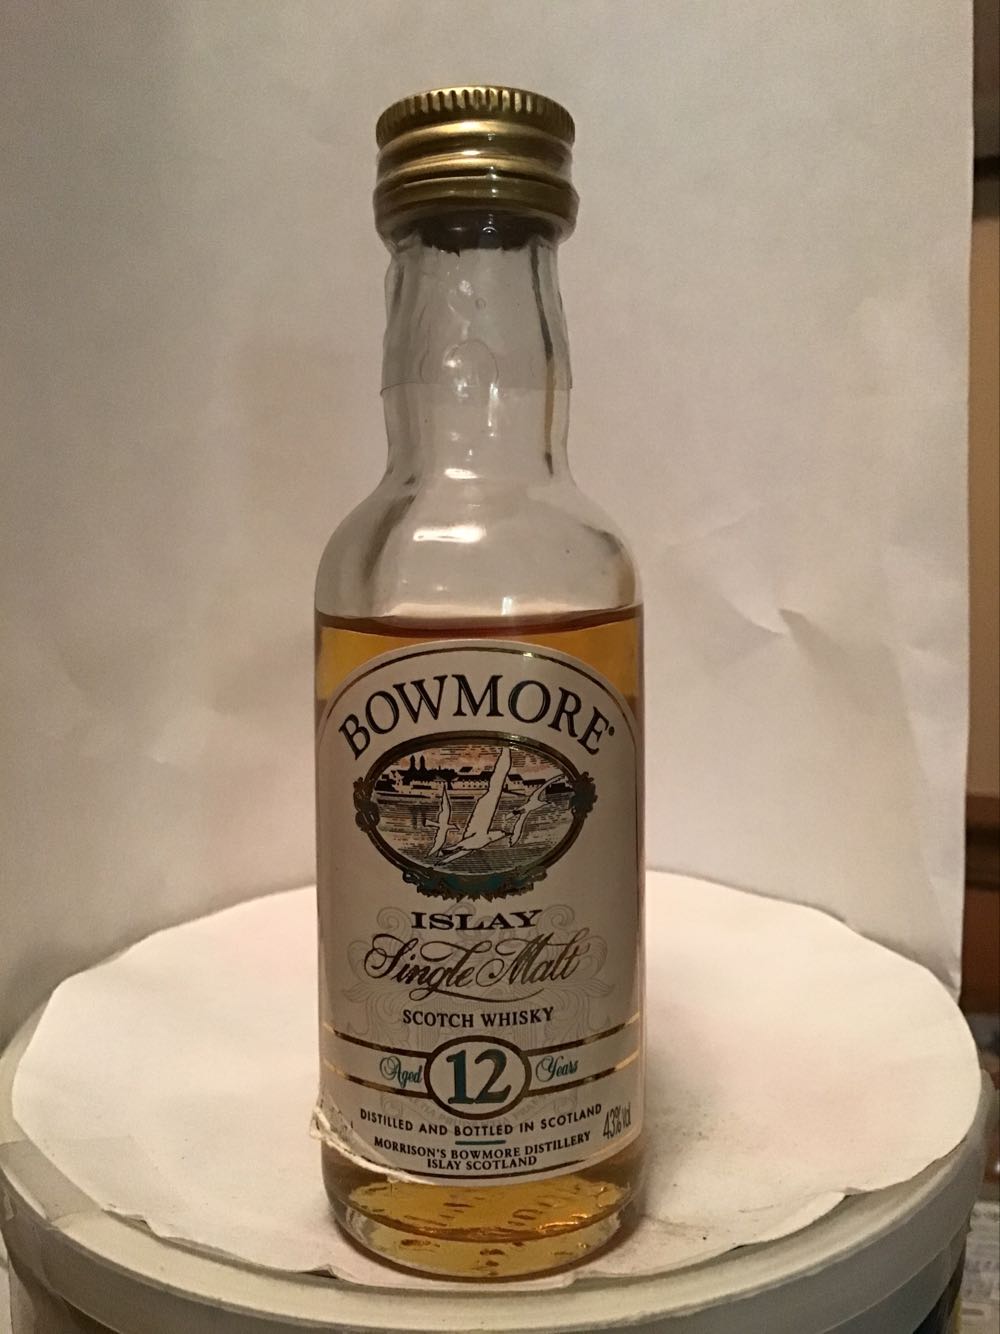 BOWMORE®
ISLAY
Single Malt
SCOTCH WHISKY
Aged 12 Years
DISTILLED AND BOTTLED IN SCOTLAND
43%Vol
MORRISON'S BOWMORE DISTILLERY
ISLAY SCOTLAND